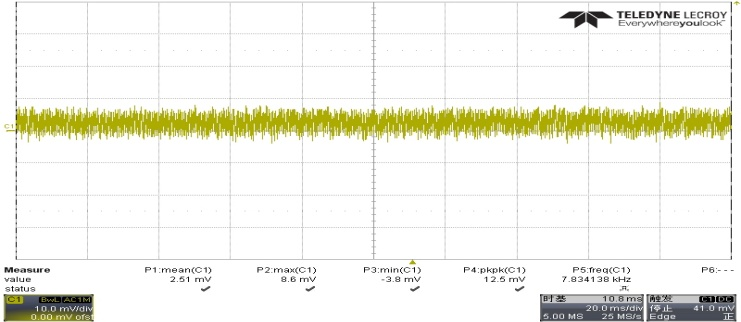 TELEDYNE LECROY
Everywhereyoulook
C1
Measure P1:mean(C1) P2:max(C1) P3:min(C1) P4:pkpk(C1) P5:freq(C1) P6:---
value 2.51 mV 8.6 mV -3.8 mV 12.5 mV 7.834138 kHz
status
C1 BwL AC1M
10.0 mV/div
0.00 mV ofst
时基 10.8 ms
20.0 ms/div
5.00 MS 25 MS/s
触发 C1 DC
停止 41.0 mV
Edge 正